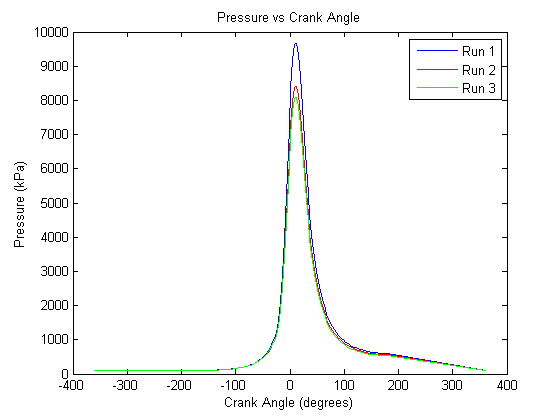 Pressure vs Crank Angle
10000
9000
8000
7000
6000
5000
4000
3000
2000
1000
0
Pressure (kPa)
Run 1
Run 2
Run 3
-400 -300 -200 -100 0 100 200 300 400
Crank Angle (degrees)